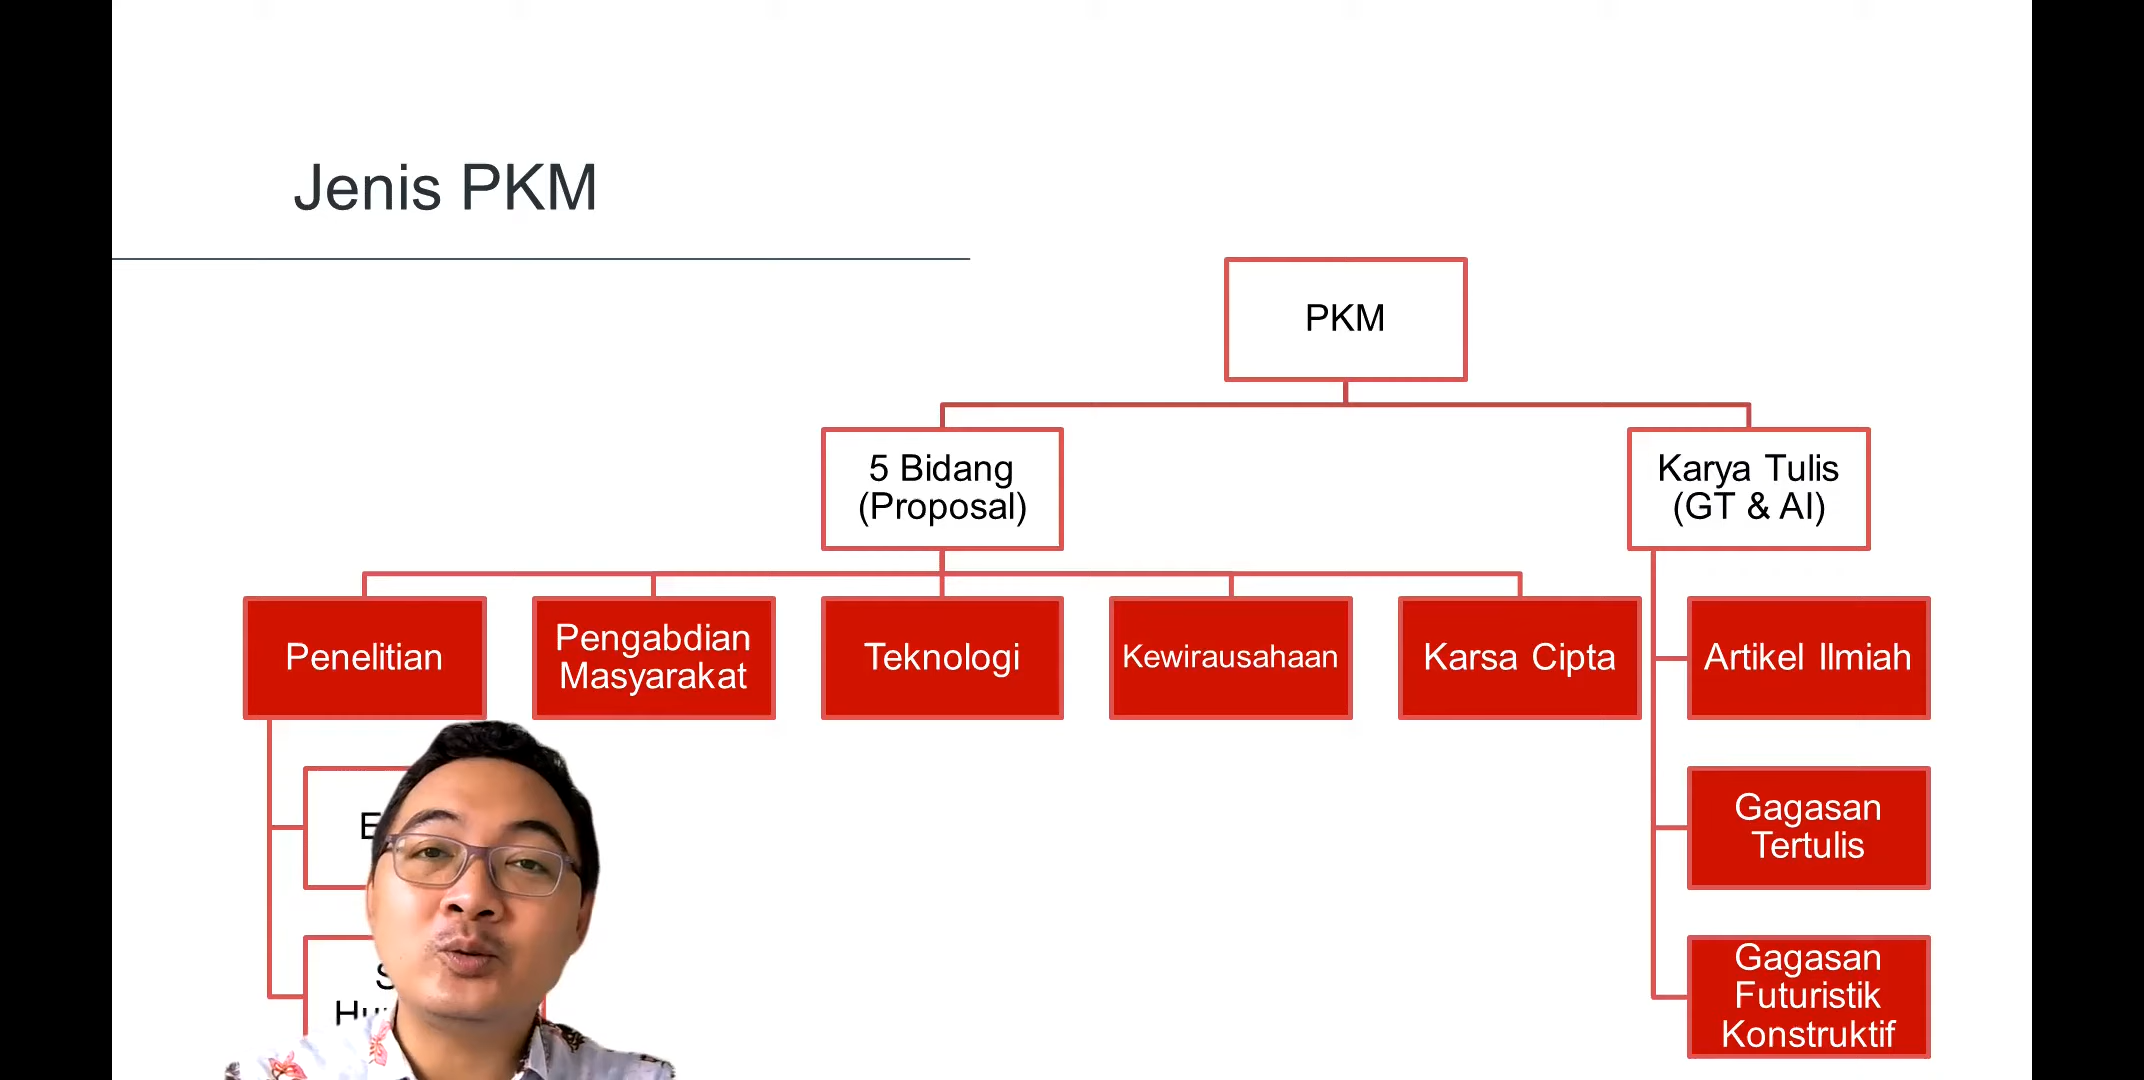 Jenis PKM
PKM
5 Bidang
(Proposal)
Karya Tulis
(GT & AI)
Penelitian
Pengabdian
Masyarakat
Teknologi
Kewirausahaan
Karsa Cipta
Artikel Ilmiah
Gagasan
Tertulis
Gagasan
Futuristik
Konstruktif